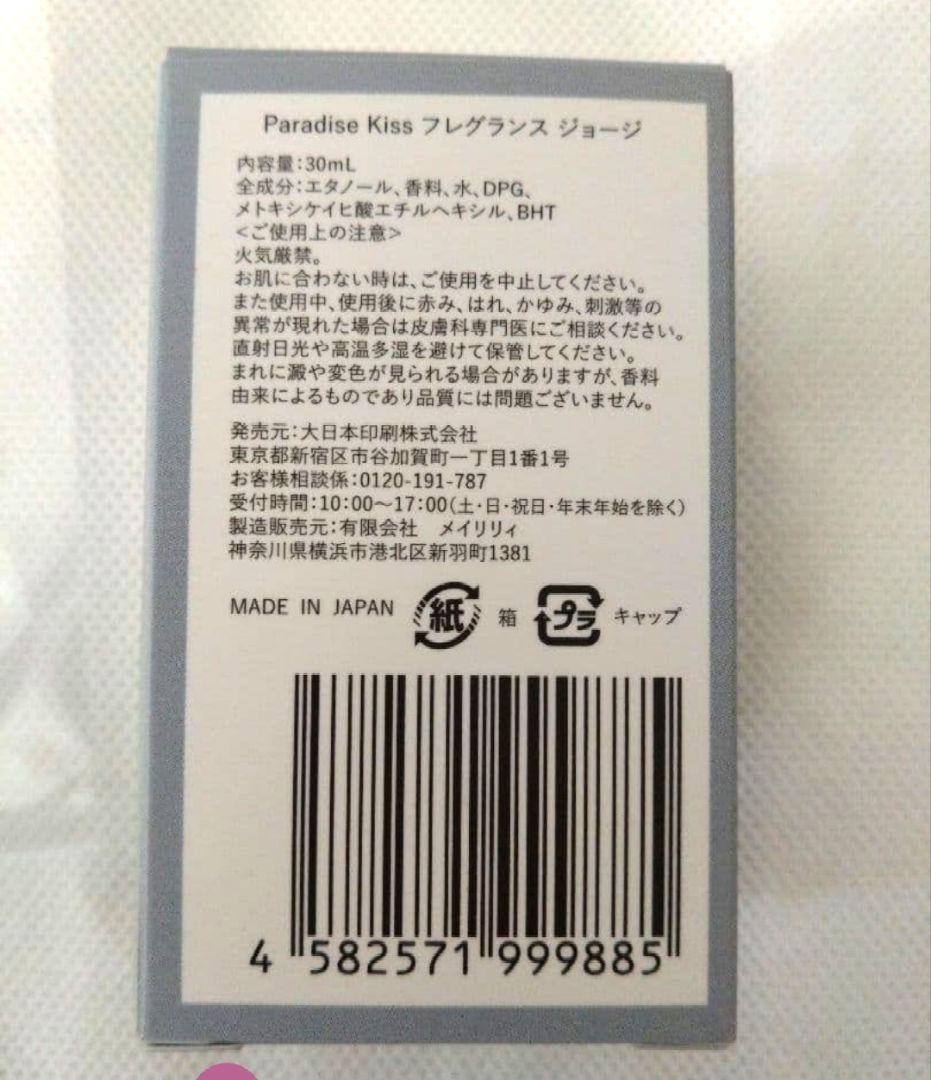 Paradise Kiss フレグランス ジョージ
内容量：30mL
全成分：エタノール、香料、水、DPG、
メトキシケイヒ酸エチルヘキシル、BHT
＜ご使用上の注意＞
火気厳禁。
お肌に合わない時は、ご使用を中止してください。
また使用中、使用後に赤み、はれ、かゆみ、刺激等の
異常が現れた場合は皮膚科専門医にご相談ください。
直射日光や高温多湿を避けて保管してください。
まれに澱や変色が見られる場合がありますが、香料
由来によるものであり品質には問題ございません。
発売元：大日本印刷株式会社
東京都新宿区市谷加賀町一丁目1番1号
お客様相談係：0120-191-787
受付時間：10:00～17:00（土・日・祝日・年末年始を除く）
製造販売元：有限会社　メイリリィ
神奈川県横浜市港北区新羽町1381
MADE IN JAPAN 紙 箱 プラ キャップ
4 582571 999885